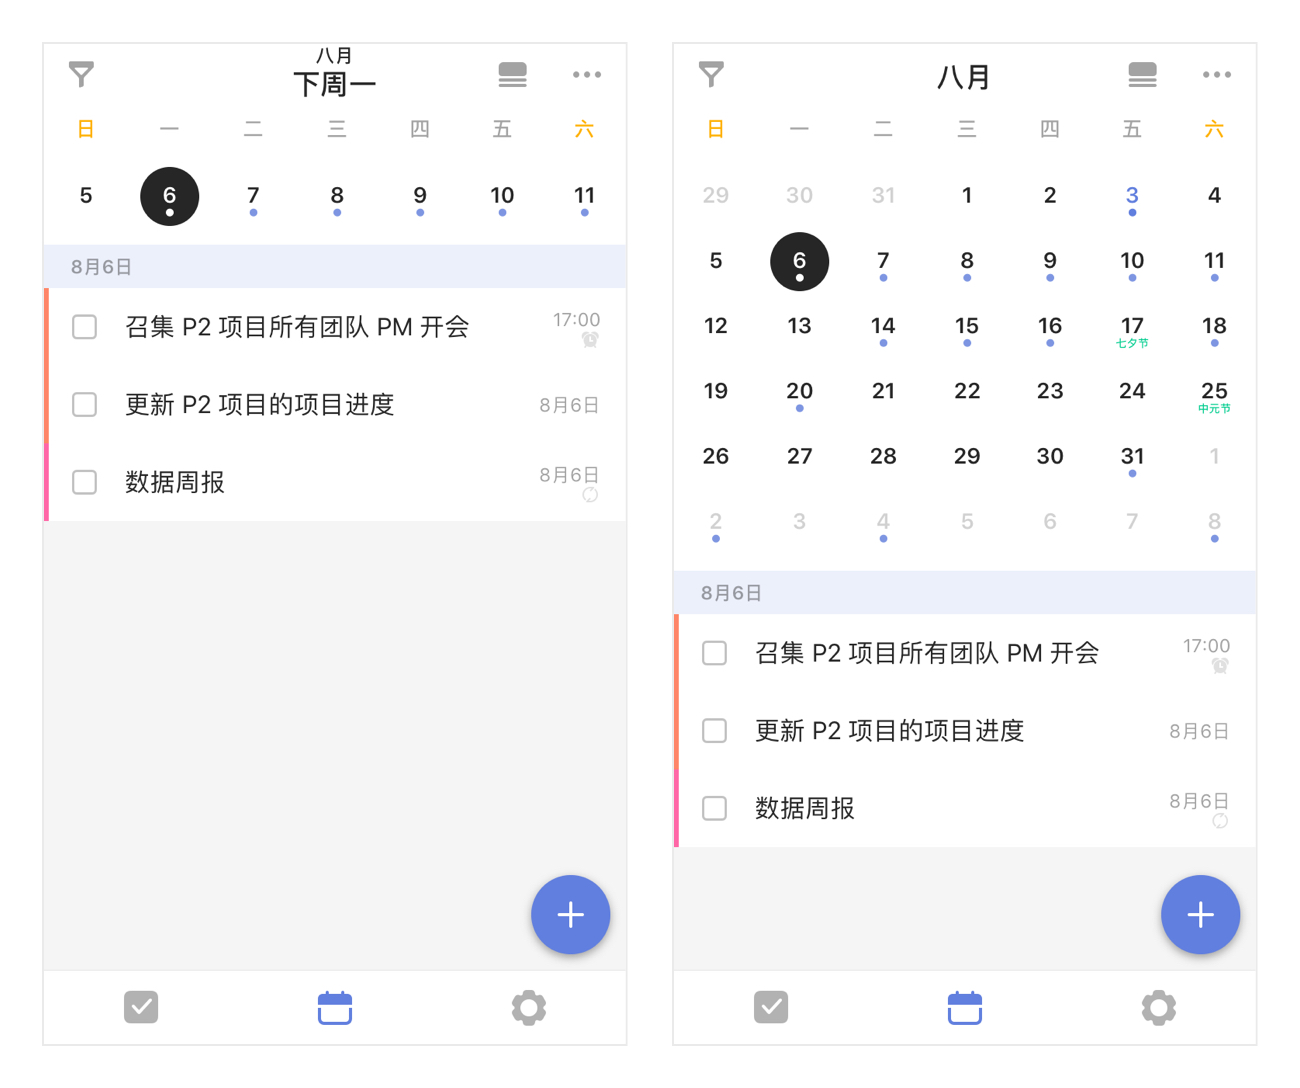 八月
下周一
日 一 二 三 四 五 六
5 6 7 8 9 10 11
8月6日
召集 P2 项目所有团队 PM 开会 17:00
更新 P2 项目的项目进度 8月6日
数据周报 8月6日
八月
日 一 二 三 四 五 六
29 30 31 1 2 3 4
5 6 7 8 9 10 11
12 13 14 15 16 17 18
七夕节
19 20 21 22 23 24 25
中元节
26 27 28 29 30 31 1
2 3 4 5 6 7 8
8月6日
召集 P2 项目所有团队 PM 开会 17:00
更新 P2 项目的项目进度 8月6日
数据周报 8月6日